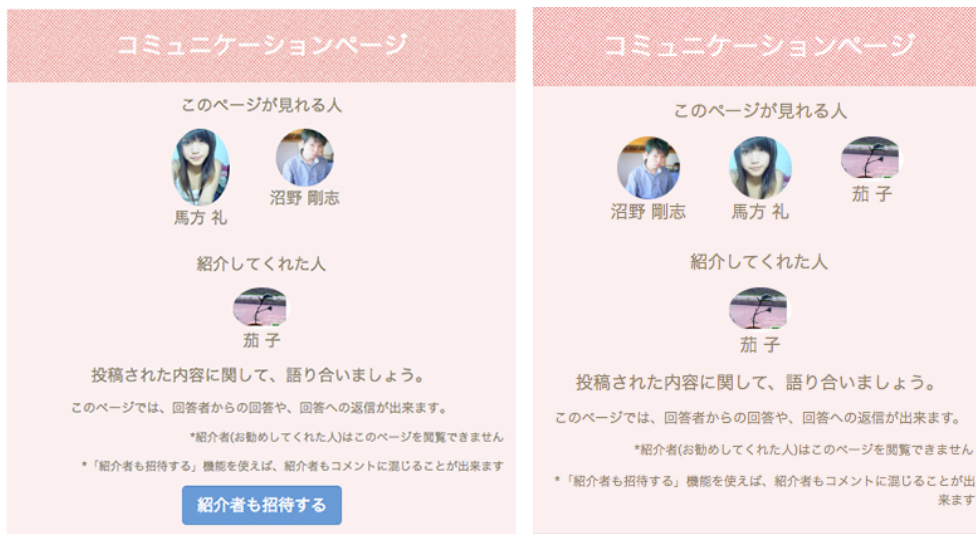 コミュニケーションページ
このページが見れる人
馬方 礼
沼野 剛志
紹介してくれた人
茄 子
投稿された内容に関して、語り合いましょう。
このページでは、回答者からの回答や、回答への返信が出来ます。
*紹介者(お勧めしてくれた人)はこのページを閲覧できません
*「紹介者も招待する」機能を使えば、紹介者もコメントに混じることが出来ます
紹介者も招待する
コミュニケーションページ
このページが見れる人
沼野 剛志
馬方 礼
茄 子
紹介してくれた人
茄 子
投稿された内容に関して、語り合いましょう。
このページでは、回答者からの回答や、回答への返信が出来ます。
*紹介者(お勧めしてくれた人)はこのページを閲覧できません
*「紹介者も招待する」機能を使えば、紹介者もコメントに混じることが出
来ます